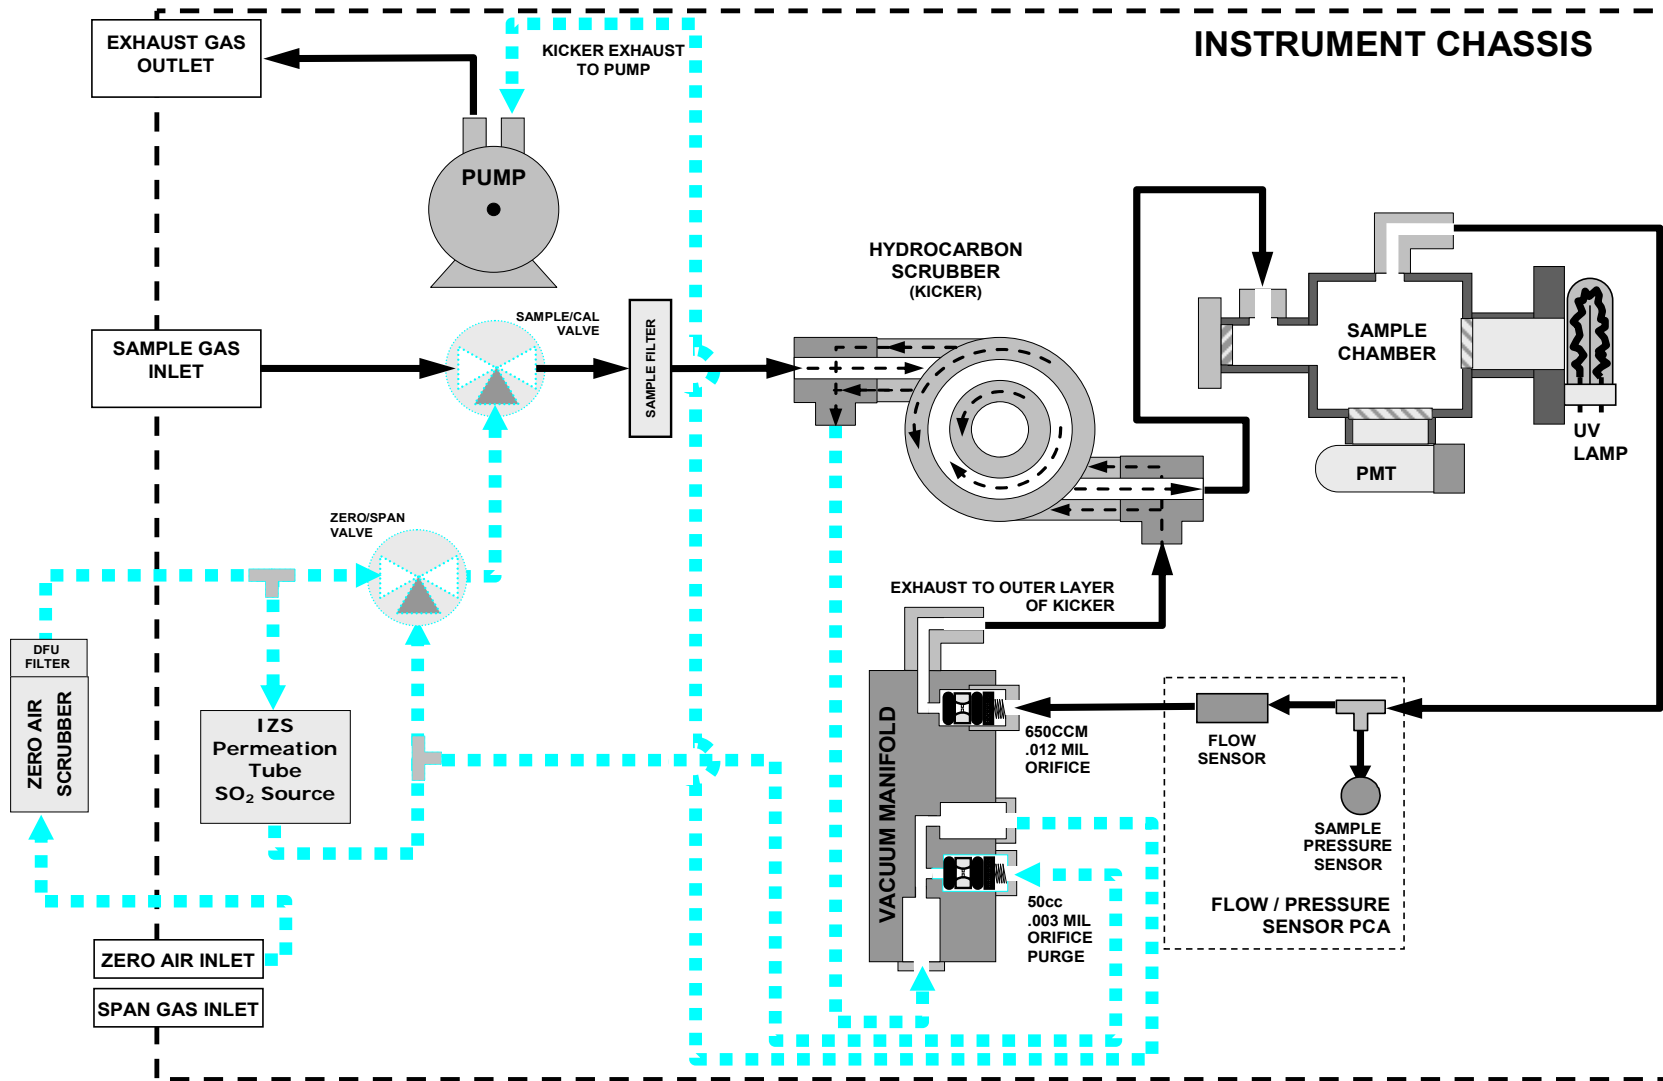 EXHAUST GAS
OUTLET
KICKER EXHAUST
TO PUMP
INSTRUMENT CHASSIS
PUMP
HYDROCARBON
SCRUBBER
(KICKER)
SAMPLE/CAL
VALVE
SAMPLE GAS
INLET
SAMPLE FILTER
SAMPLE
CHAMBER
UV
LAMP
PMT
ZERO/SPAN
VALVE
EXHAUST TO OUTER LAYER
OF KICKER
DFU
FILTER
ZERO AIR
SCRUBBER
IZS
Permeation
Tube
SO2 Source
VACUUM MANIFOLD
650CCM
.012 MIL
ORIFICE
FLOW
SENSOR
SAMPLE
PRESSURE
SENSOR
50cc
.003 MIL
ORIFICE
PURGE
FLOW / PRESSURE
SENSOR PCA
ZERO AIR INLET
SPAN GAS INLET